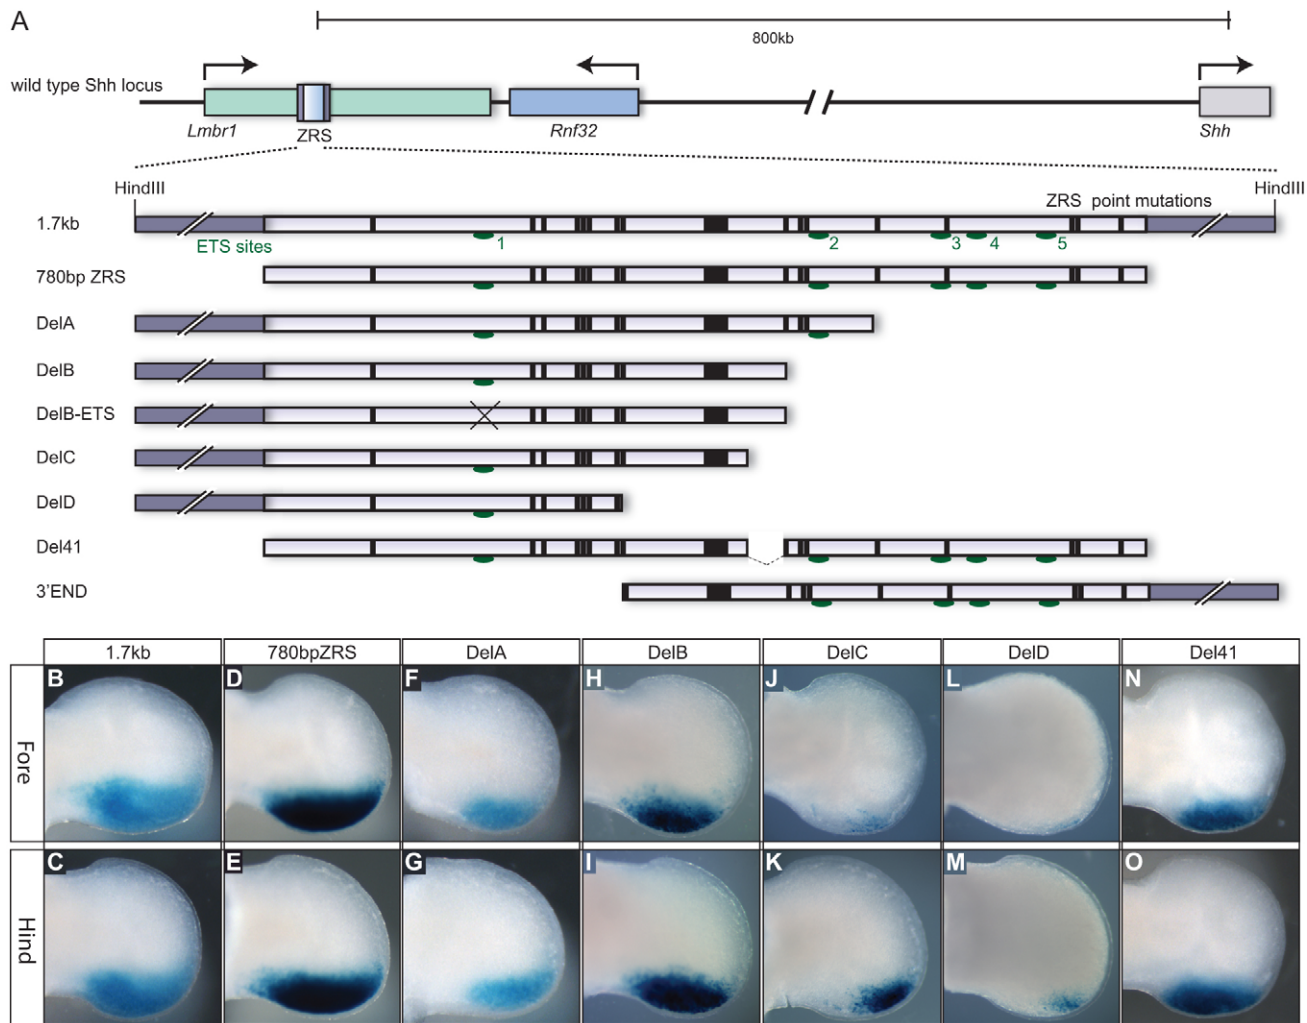 A
800kb
wild type Shh locus
Lmbr1
ZRS
Rnf32
Shh
HindIII
HindIII
ZRS point mutations
1.7kb
ETS sites
1
2
3
4
5
780bp ZRS
DelA
DelB
DelB-ETS
DelC
DelD
Del41
3'END
1.7kb
780bpZRS
DelA
DelB
DelC
DelD
Del41
Fore
B
D
F
H
J
L
N
Hind
C
E
G
I
K
M
O